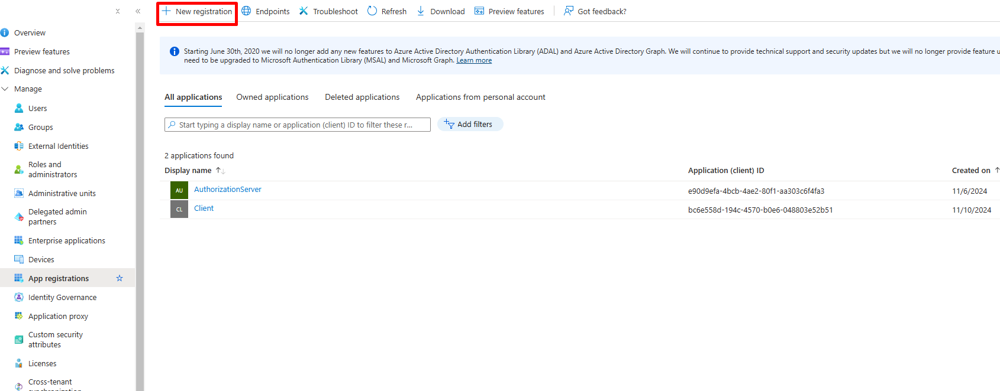 New registration
Endpoints
Troubleshoot
Refresh
Download
Preview features
Got feedback?
Overview
Preview features
Diagnose and solve problems
Manage
Users
Groups
External Identities
Roles and
administrators
Administrative units
Delegated admin
partners
Enterprise applications
Devices
App registrations
Identity Governance
Application proxy
Custom security
attributes
Licenses
Cross-tenant
synchronization
Starting June 30th, 2020 we will no longer add any new features to Azure Active Directory Authentication Library (ADAL) and Azure Active Directory Graph. We will continue to provide technical support and security updates but we will no longer provide feature u
need to be upgraded to Microsoft Authentication Library (MSAL) and Microsoft Graph. Learn more
All applications
Owned applications
Deleted applications
Applications from personal account
Start typing a display name or application (client) ID to filter these r...
Add filters
2 applications found
Display name ↑↓ Application (client) ID Created on ↑
AU AuthorizationServer e90d9efa-4bcb-4ae2-80f1-aa303c6f4fa3 11/6/2024
CL Client bc6e558d-194c-4570-b0e6-048803e52b51 11/10/2024